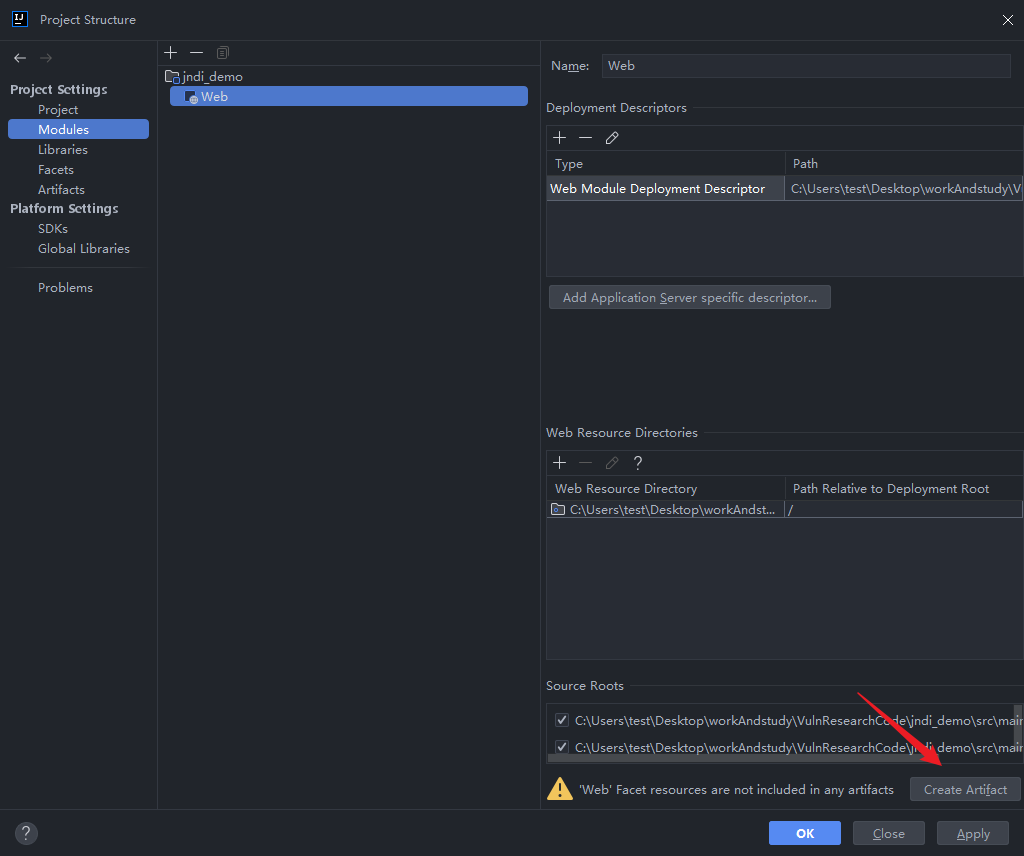 Project Structure
Project Settings
Project
Modules
Libraries
Facets
Artifacts
Platform Settings
SDKs
Global Libraries
Problems
jndi_demo
Web
Name: Web
Deployment Descriptors
Type Path
Web Module Deployment Descriptor C:\Users\test\Desktop\workAndstudy\V
Add Application Server specific descriptor...
Web Resource Directories
?
Web Resource Directory Path Relative to Deployment Root
C:\Users\test\Desktop\workAndst... /
Source Roots
C:\Users\test\Desktop\workAndstudy\VulnResearchCode\jndi_demo\src\main
C:\Users\test\Desktop\workAndstudy\VulnResearchCode\jndi_demo\src\main
'Web' Facet resources are not included in any artifacts Create Artifact
? OK Close Apply